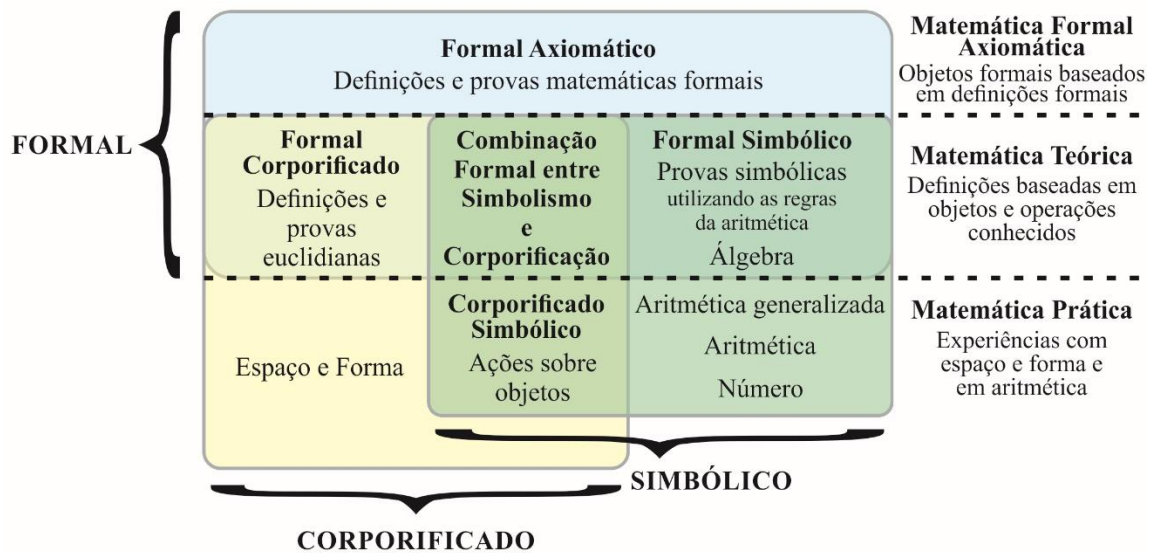 Formal Axiomático
Definições e provas matemáticas formais
Matemática Formal
Axiomática
Objetos formais baseados
em definições formais
FORMAL
Formal
Corporificado
Definições e
provas
euclidianas
Combinação
Formal entre
Simbolismo
e
Corporificação
Formal Simbólico
Provas simbólicas
utilizando as regras
da aritmética
Álgebra
Matemática Teórica
Definições baseadas em
objetos e operações
conhecidos
Espaço e Forma
Corporificado
Simbólico
Ações sobre
objetos
Aritmética generalizada
Aritmética
Número
Matemática Prática
Experiências com
espaço e forma e
em aritmética
SIMBÓLICO
CORPORIFICADO